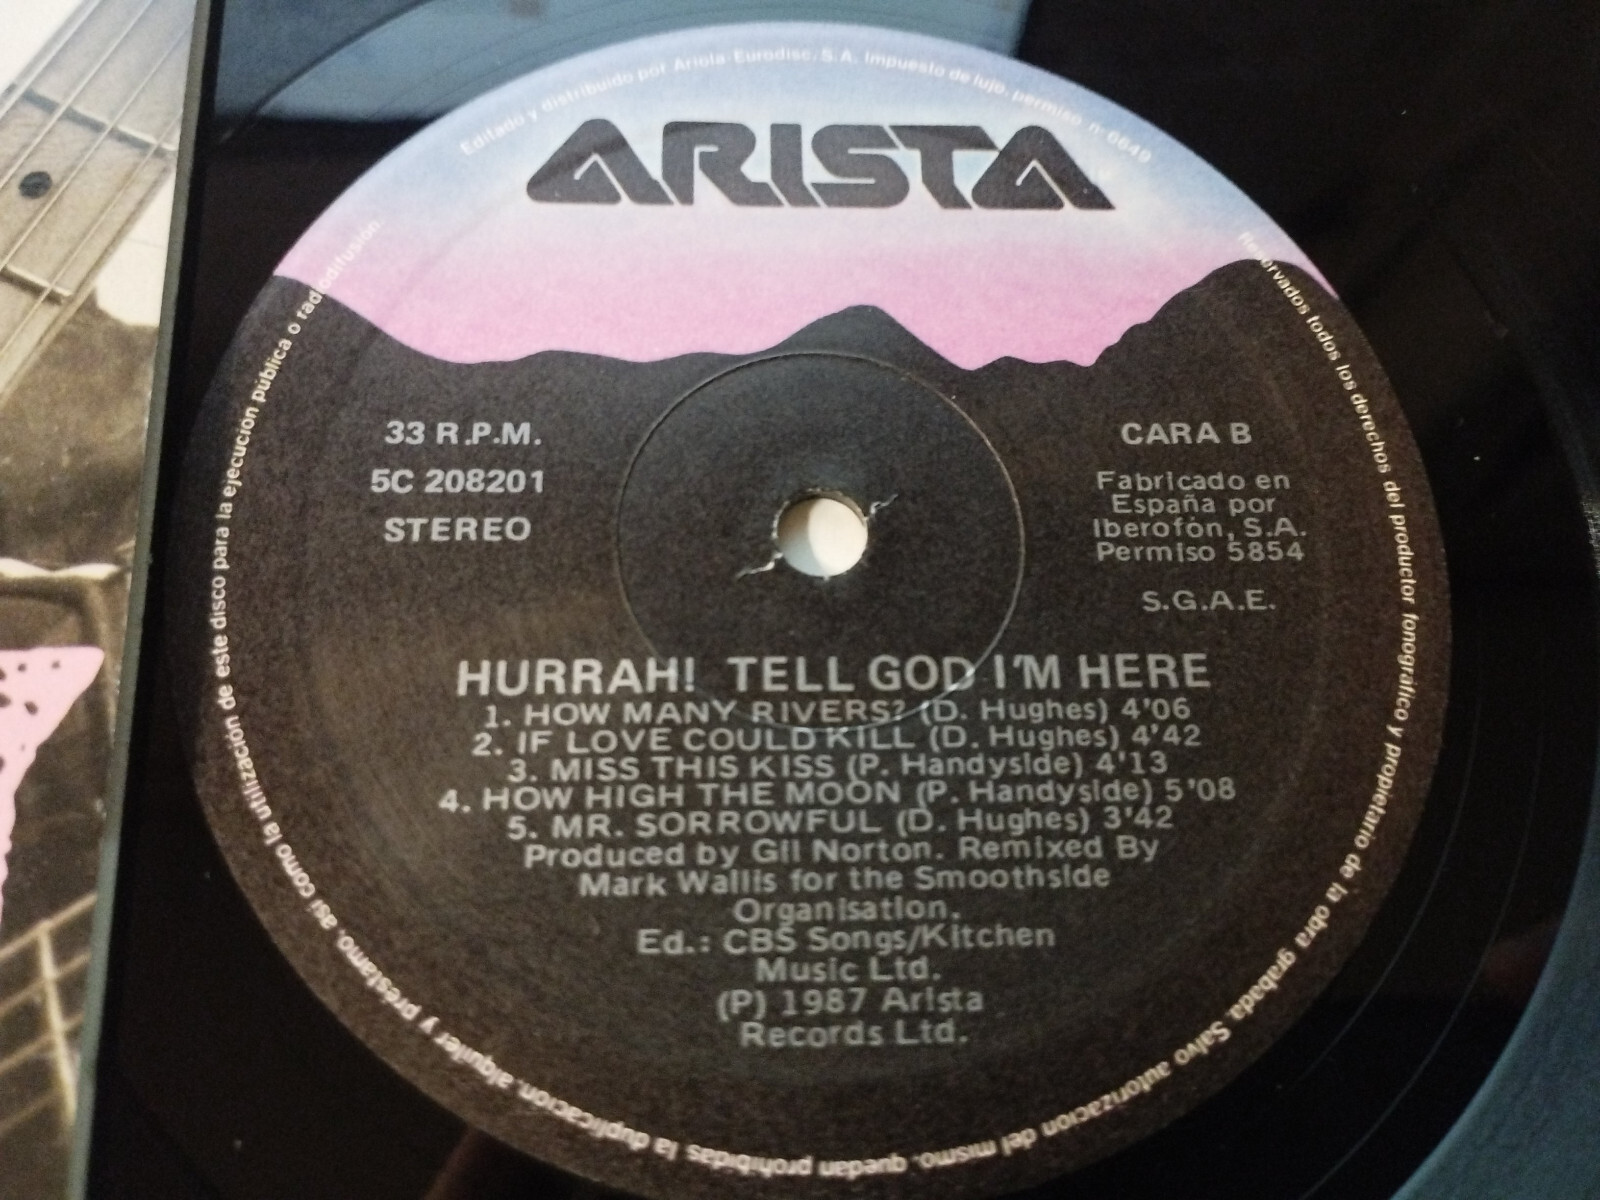 Editado y distribuido por Ariola-Eurodisc, S.A. Impuesto de lujo, permiso nº 6649
ARISTA
Reservados todos los derechos del productor fonográfico y propietario de la obra grabada. Salvo autorización del mismo, quedan prohibidas la duplicación, alquiler y préstamo, así como la utilización de este disco para la ejecución pública o radiodifusión
33 R.P.M.
5C 208201
STEREO
CARA B
Fabricado en
España por
Iberofón, S.A.
Permiso 5854
S.G.A.E.
HURRAH! TELL GOD I'M HERE
1. HOW MANY RIVERS? (D. Hughes) 4'06
2. IF LOVE COULD KILL (D. Hughes) 4'42
3. MISS THIS KISS (P. Handyside) 4'13
4. HOW HIGH THE MOON (P. Handyside) 5'08
5. MR. SORROWFUL (D. Hughes) 3'42
Produced by Gil Norton. Remixed By
Mark Wallis for the Smoothside
Organisation.
Ed.: CBS Songs/Kitchen
Music Ltd.
(P) 1987 Arista
Records Ltd.